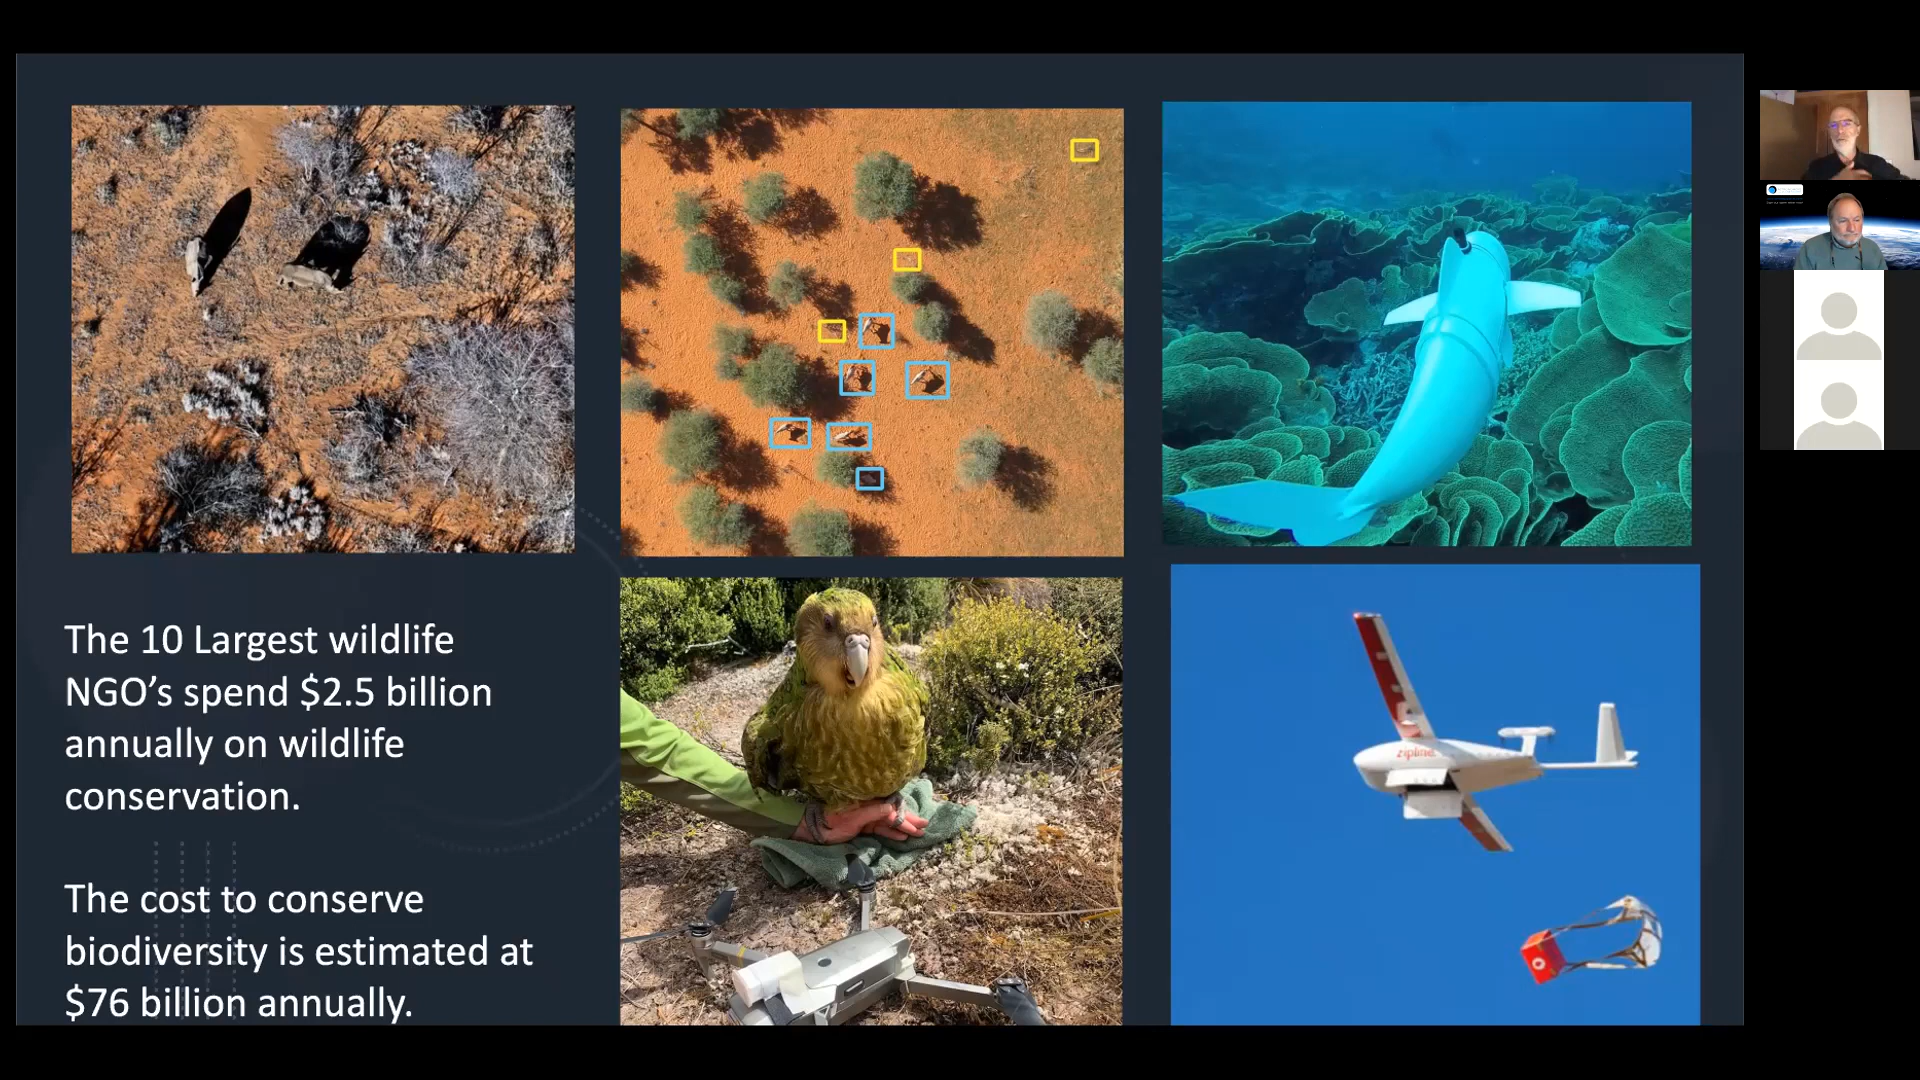 The 10 Largest wildlife
NGO’s spend $2.5 billion
annually on wildlife
conservation.
The cost to conserve
biodiversity is estimated at
$76 billion annually.
zipline